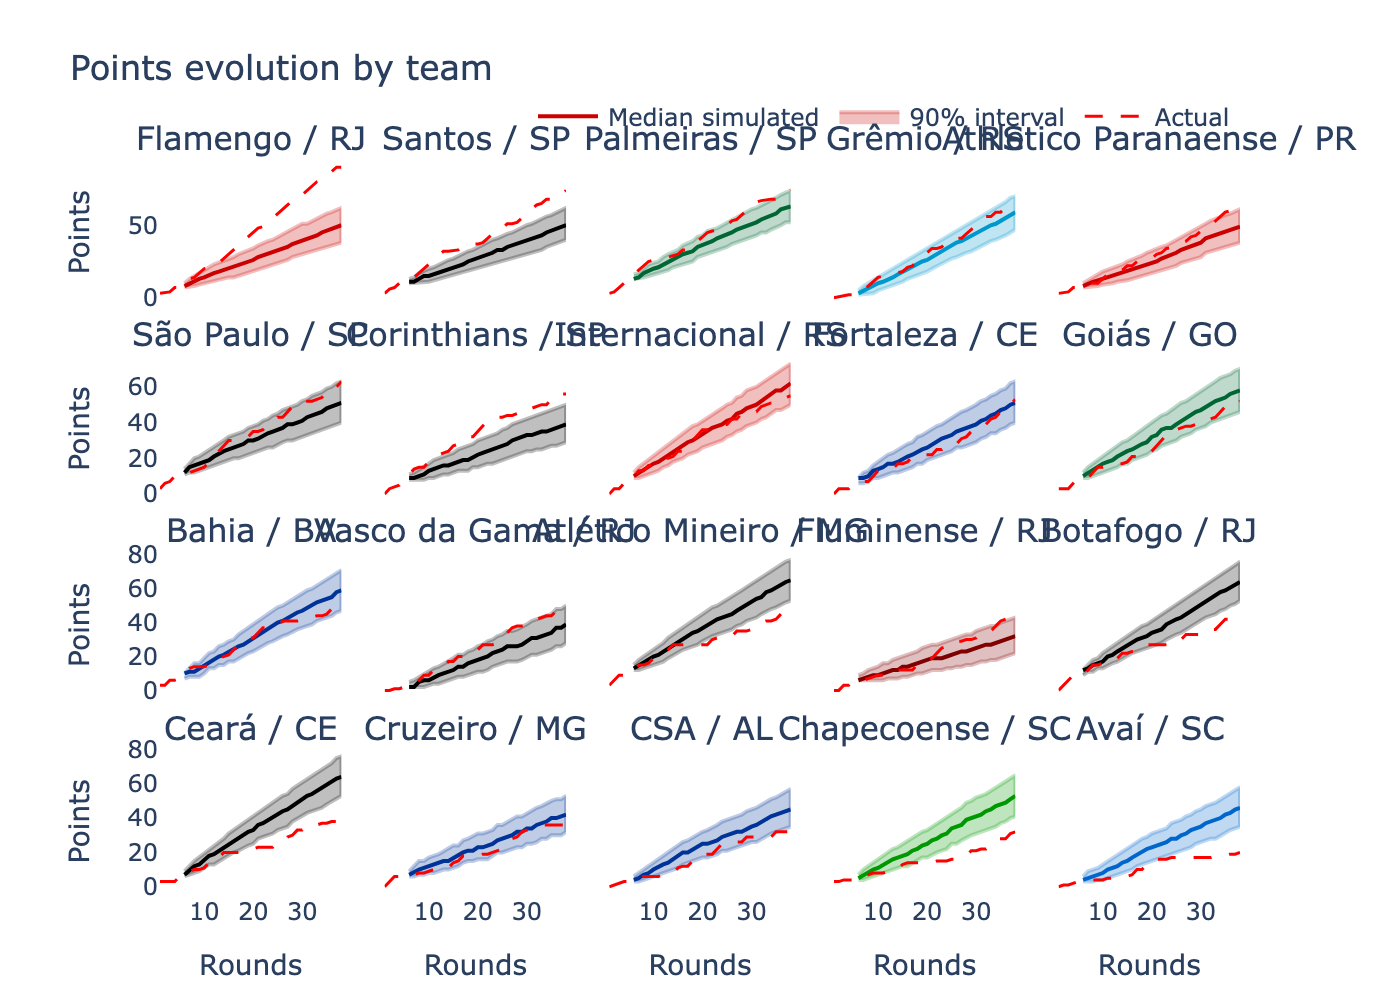 Points evolution by team
Median simulated 90% interval Actual
Flamengo / RJ Santos / SP Palmeiras / SP Grêmio / RS Athlético Paranaense / PR
Points
50
0
São Paulo / SP Corinthians / SP Internacional / RS Fortaleza / CE Goiás / GO
Points
60
40
20
0
Bahia / BA Vasco da Gama / RJ Atlético Mineiro / MG Fluminense / RJ Botafogo / RJ
Points
80
60
40
20
0
Ceará / CE Cruzeiro / MG CSA / AL Chapecoense / SC Avaí / SC
Points
80
60
40
20
0
10 20 30 10 20 30 10 20 30 10 20 30 10 20 30
Rounds Rounds Rounds Rounds Rounds